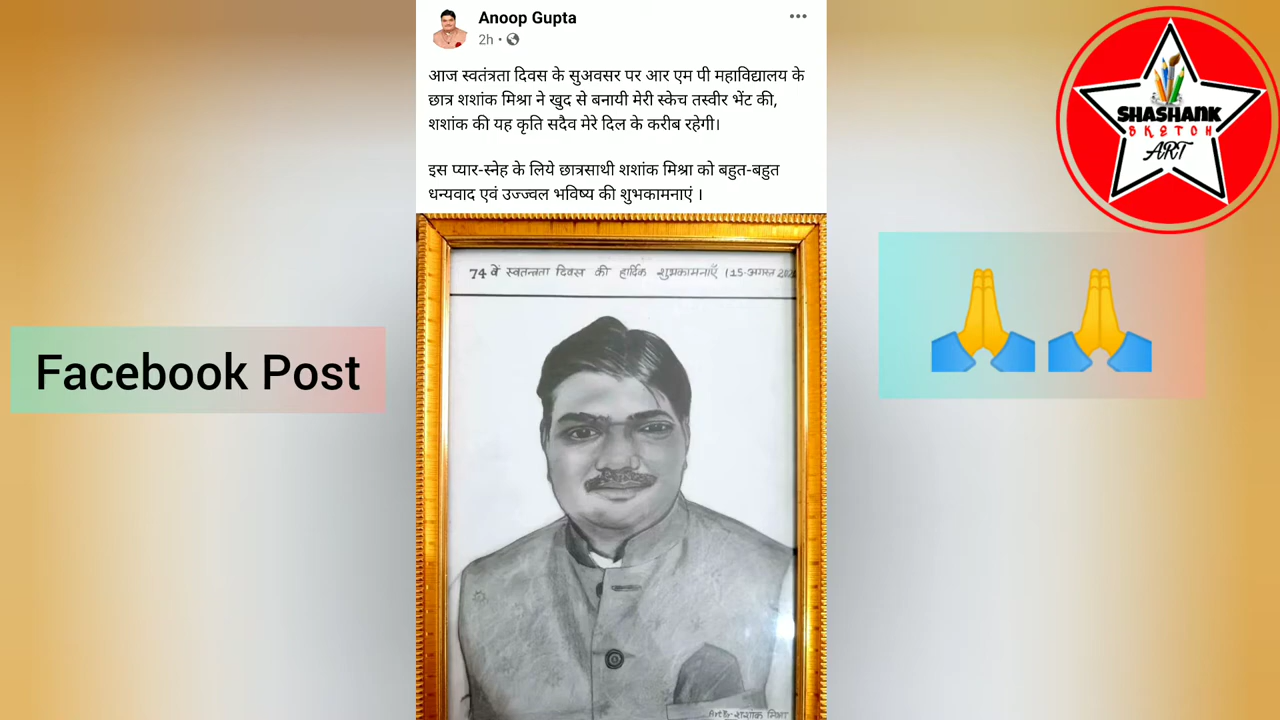 Anoop Gupta
2h
आज स्वतंत्रता दिवस के सुअवसर पर आर एम पी महाविद्यालय के
छात्र शशांक मिश्रा ने खुद से बनायी मेरी स्केच तस्वीर भेंट की,
शशांक की यह कृति सदैव मेरे दिल के करीब रहेगी।
इस प्यार-स्नेह के लिये छात्रसाथी शशांक मिश्रा को बहुत-बहुत
धन्यवाद एवं उज्ज्वल भविष्य की शुभकामनाएं ।
74 वें स्वतन्त्रता दिवस की हार्दिक शुभकामनाएँ (15-अगस्त
शशांक मिश्रा
Facebook Post
SHASHANK
SKETCH
ART